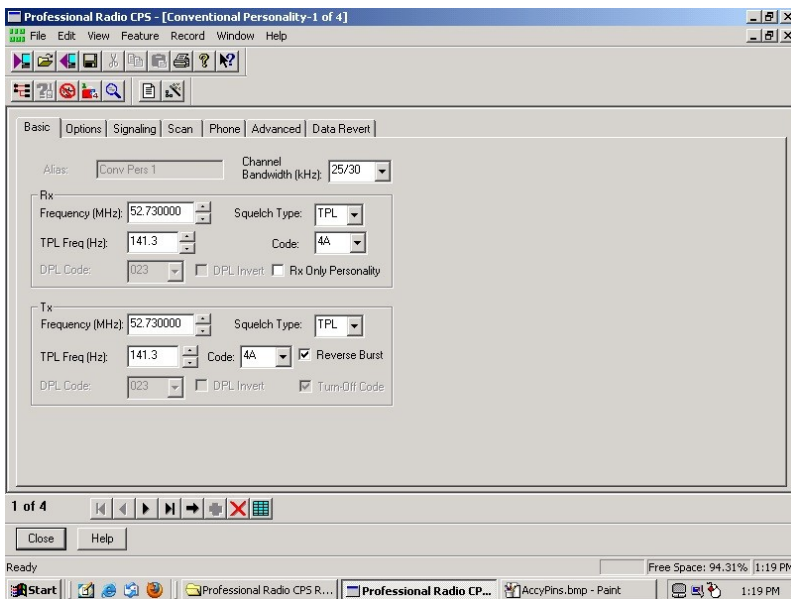 Professional Radio CPS - [Conventional Personality-1 of 4]
File Edit View Feature Record Window Help
Basic Options Signaling Scan Phone Advanced Data Revert
Alias: Conv Pers 1 Channel Bandwidth (kHz): 25/30
Rx
Frequency (MHz): 52.730000 Squelch Type: TPL
TPL Freq (Hz): 141.3 Code: 4A
DPL Code: 023 DPL Invert Rx Only Personality
Tx
Frequency (MHz): 52.730000 Squelch Type: TPL
TPL Freq (Hz): 141.3 Code: 4A Reverse Burst
DPL Code: 023 DPL Invert Turn-Off Code
1 of 4
Close Help
Ready Free Space: 94.31% 1:19 PM
Start Professional Radio CPS R... Professional Radio CP... AccyPins.bmp - Paint 1:19 PM